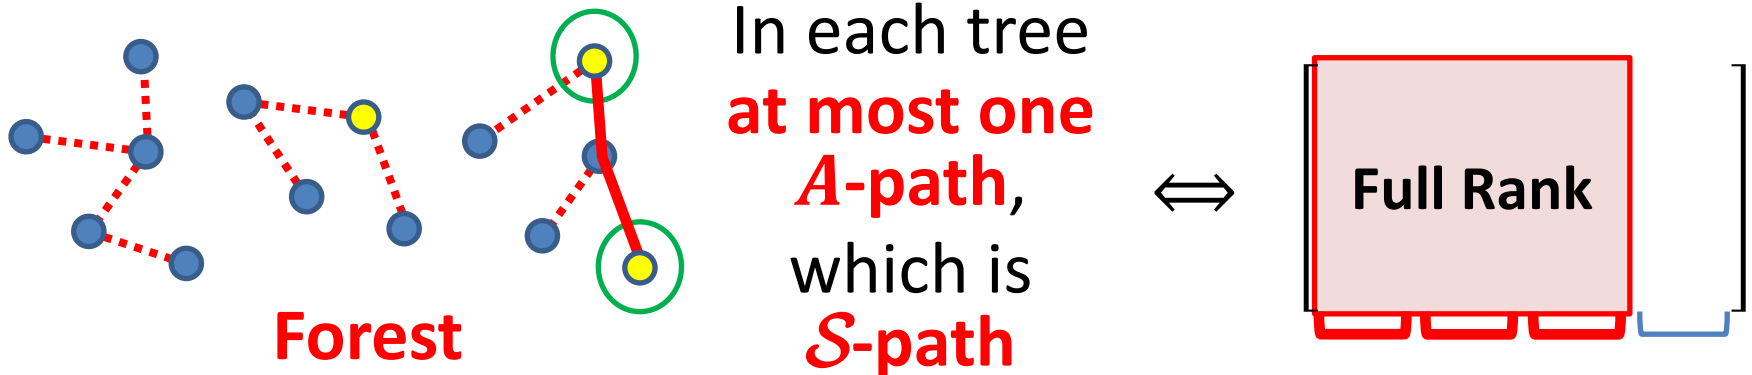 Forest
In each tree
at most one
A-path,
which is
𝒮-path
⟺
Full Rank